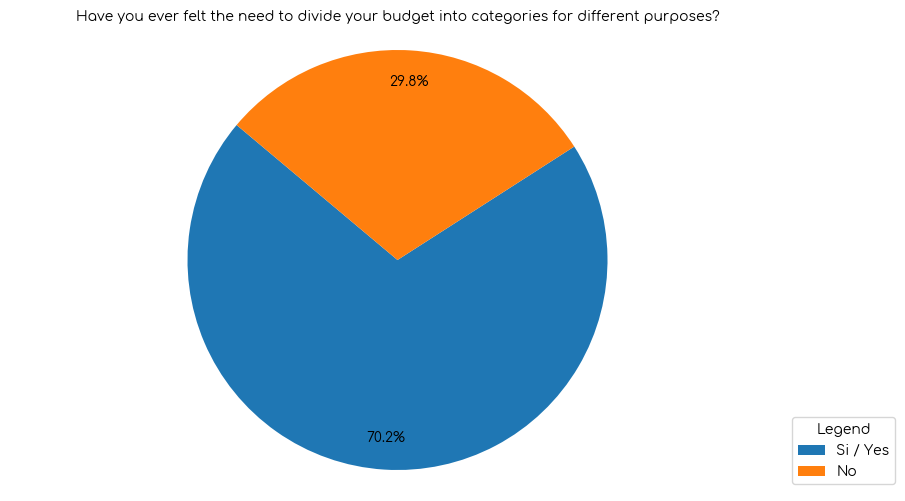 Have you ever felt the need to divide your budget into categories for different purposes?
29.8%
70.2%
Legend
Si / Yes
No